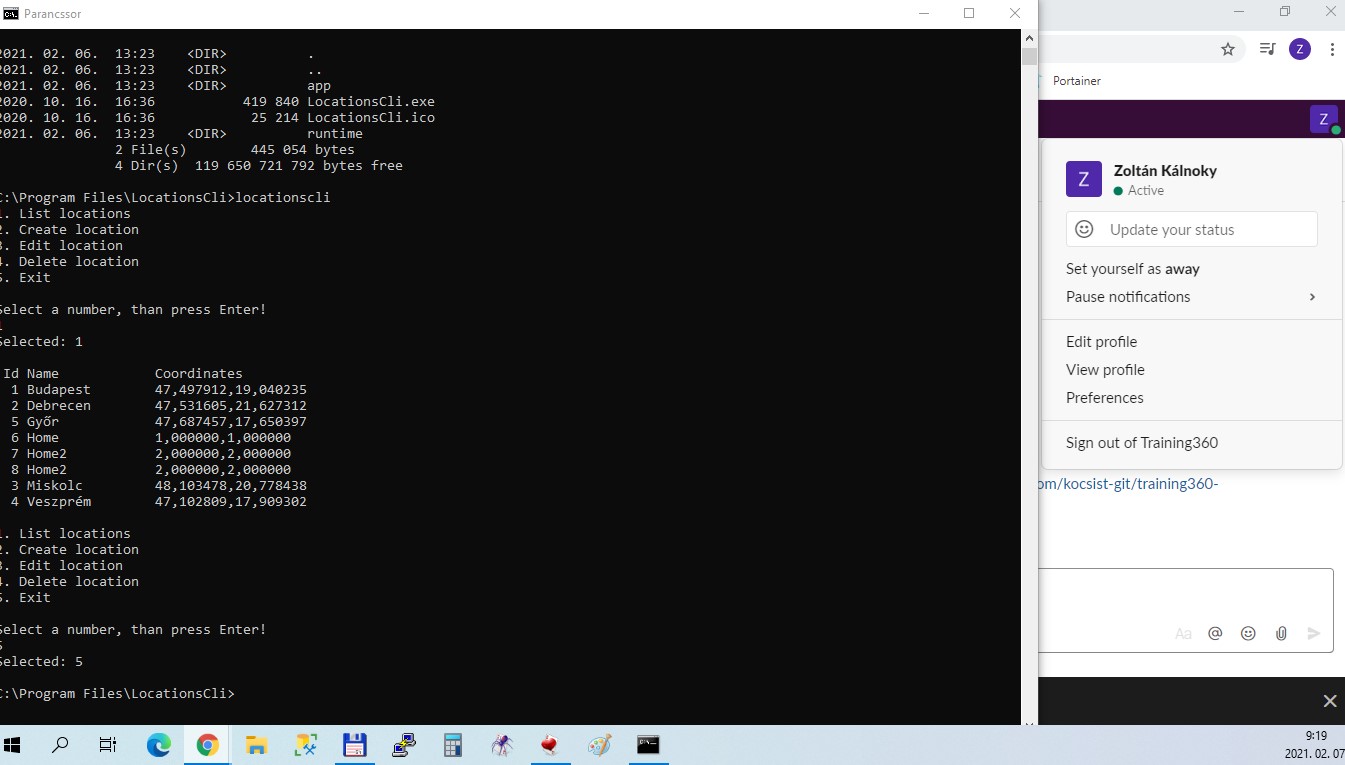 Parancssor
2021. 02. 06.  13:23    <DIR>          .
2021. 02. 06.  13:23    <DIR>          ..
2021. 02. 06.  13:23    <DIR>          app
2020. 10. 16.  16:36           419 840 LocationsCli.exe
2020. 10. 16.  16:36            25 214 LocationsCli.ico
2021. 02. 06.  13:23    <DIR>          runtime
2 File(s)        445 054 bytes
4 Dir(s)  119 650 721 792 bytes free
C:\Program Files\LocationsCli>locationscli
1. List locations
2. Create location
3. Edit location
4. Delete location
5. Exit
Select a number, than press Enter!
1
Selected: 1
Id Name            Coordinates
1 Budapest        47,497912,19,040235
2 Debrecen        47,531605,21,627312
5 Győr            47,687457,17,650397
6 Home            1,000000,1,000000
7 Home2           2,000000,2,000000
8 Home2           2,000000,2,000000
3 Miskolc         48,103478,20,778438
4 Veszprém        47,102809,17,909302
1. List locations
2. Create location
3. Edit location
4. Delete location
5. Exit
Select a number, than press Enter!
5
Selected: 5
C:\Program Files\LocationsCli>
Z
Portainer
Z
Z
Zoltán Kálnoky
Active
Update your status
Set yourself as away
Pause notifications
Edit profile
View profile
Preferences
Sign out of Training360
om/kocsist-git/training360-
Aa @
9:19
2021. 02. 07